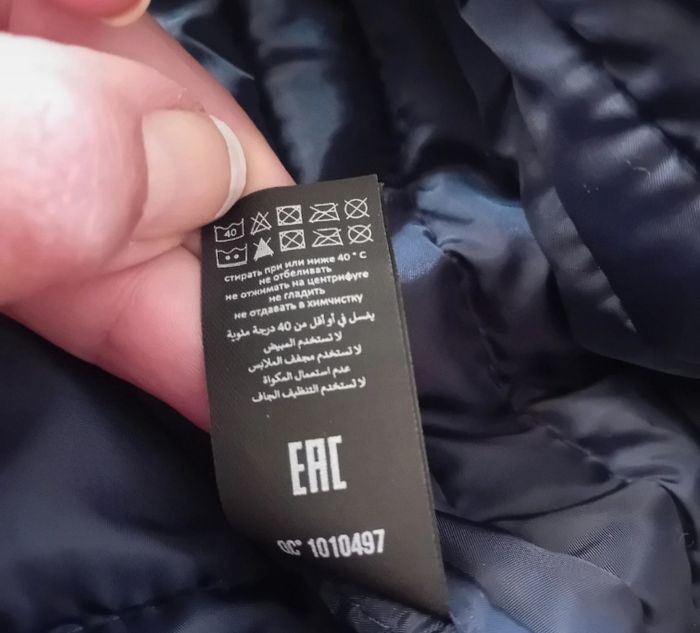 40
стирать при или ниже 40 ° C
не отбеливать
не отжимать на центрифуге
не гладить
не отдавать в химчистку
يغسل في أو أقل من 40 درجة مئوية
لا تستخدم المبيض
لا تستخدم مجفف الملابس
عدم استعمال المكواة
لا تستخدم التنظيف الجاف
EAC
QC° 1010497